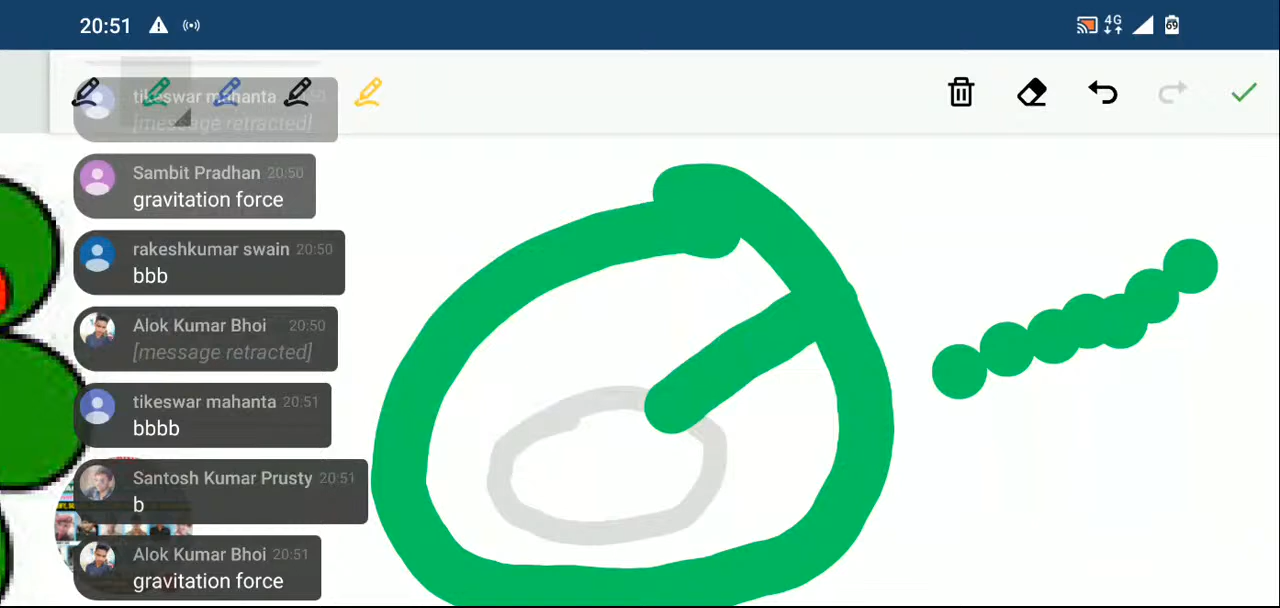 20:51
4G
69
tikeswar mahanta
[message retracted]
Sambit Pradhan 20:50
gravitation force
rakeshkumar swain 20:50
bbb
Alok Kumar Bhoi 20:50
[message retracted]
tikeswar mahanta 20:51
bbbb
Santosh Kumar Prusty 20:51
b
Alok Kumar Bhoi 20:51
gravitation force